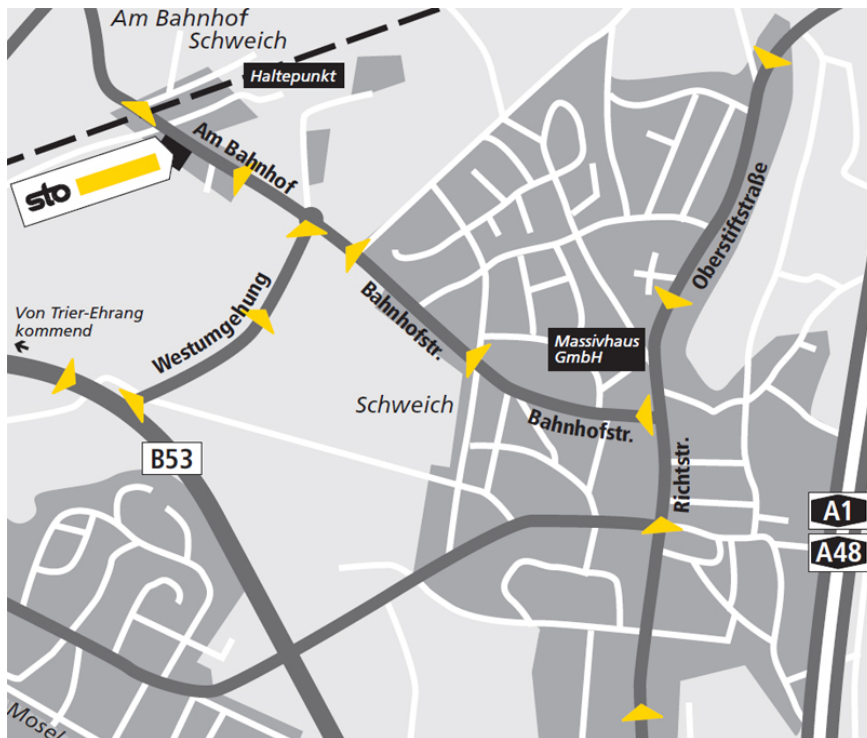 Am Bahnhof
Schweich
Haltepunkt
Am Bahnhof
sto
Oberstiftstraße
Von Trier-Ehrang
kommend
Westumgehung
Bahnhofstr.
Massivhaus
GmbH
Schweich
Bahnhofstr.
B53
Richtstr.
A1
A48
Mosel